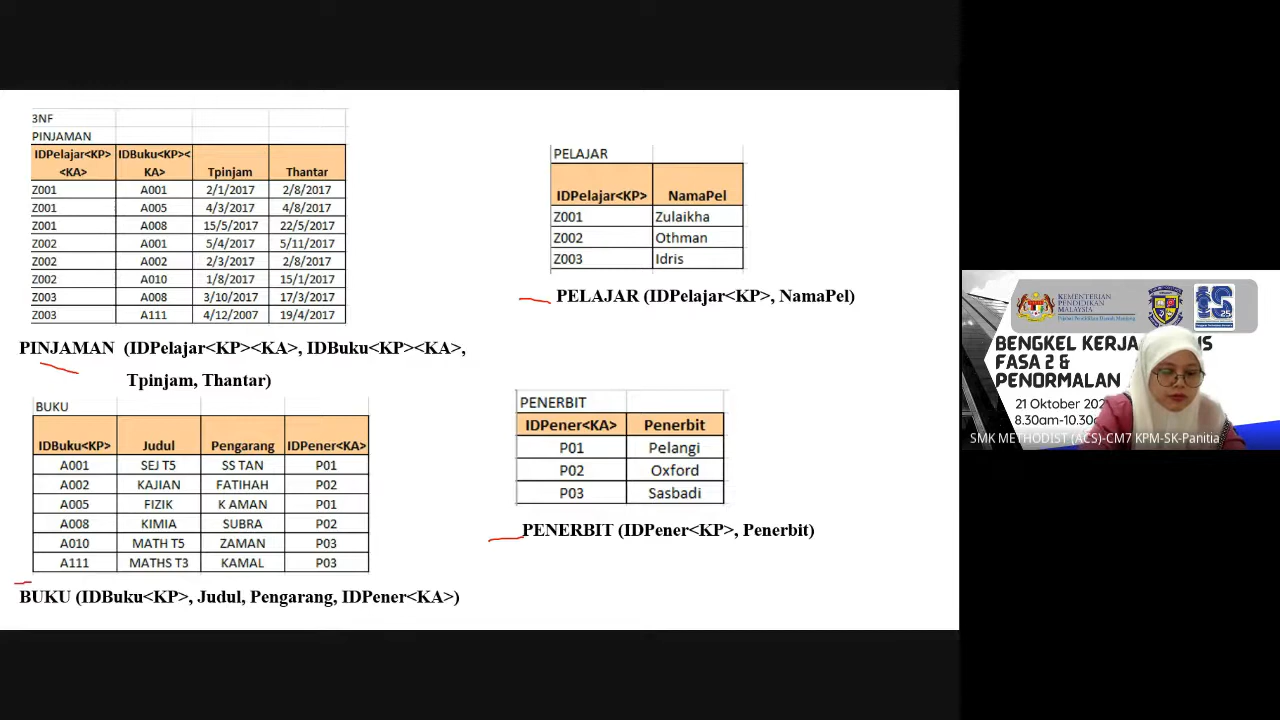 3NF
PINJAMAN
IDPelajar<KP><KA> IDBuku<KP><KA> Tpinjam Thantar
Z001 A001 2/1/2017 2/8/2017
Z001 A005 4/3/2017 4/8/2017
Z001 A008 15/5/2017 22/5/2017
Z002 A001 5/4/2017 5/11/2017
Z002 A002 2/3/2017 2/8/2017
Z002 A010 1/8/2017 15/1/2017
Z003 A008 3/10/2017 17/3/2017
Z003 A111 4/12/2007 19/4/2017
PINJAMAN (IDPelajar<KP><KA>, IDBuku<KP><KA>,
Tpinjam, Thantar)
PELAJAR
IDPelajar<KP> NamaPel
Z001 Zulaikha
Z002 Othman
Z003 Idris
PELAJAR (IDPelajar<KP>, NamaPel)
BUKU
IDBuku<KP> Judul Pengarang IDPener<KA>
A001 SEJ T5 SS TAN P01
A002 KAJIAN FATIHAH P02
A005 FIZIK K AMAN P01
A008 KIMIA SUBRA P02
A010 MATH T5 ZAMAN P03
A111 MATHS T3 KAMAL P03
BUKU (IDBuku<KP>, Judul, Pengarang, IDPener<KA>)
PENERBIT
IDPener<KA> Penerbit
P01 Pelangi
P02 Oxford
P03 Sasbadi
PENERBIT (IDPener<KP>, Penerbit)
KEMENTERIAN
PENDIDIKAN
MALAYSIA
BENGKEL KERJA
FASA 2 &
PENORMALAN
21 Oktober
8.30am-10.30
SMK METHODIST (ACS)-CM7 KPM-SK-Panitia